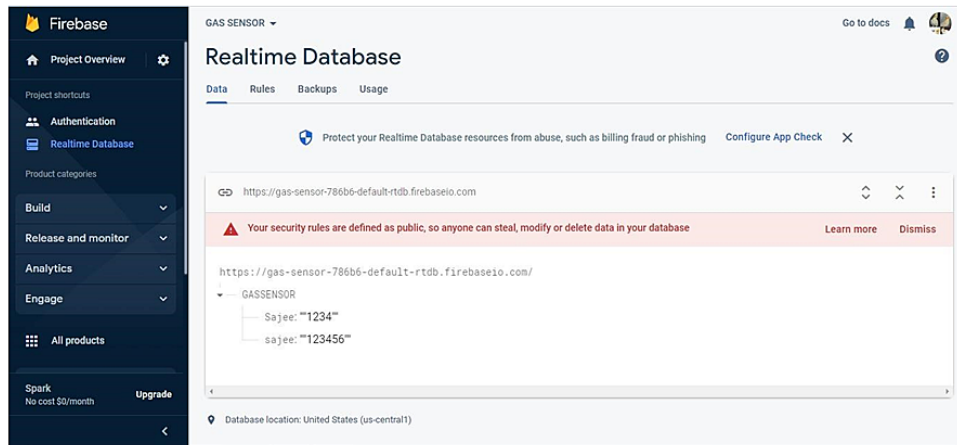 Firebase
Project Overview
Project shortcuts
Authentication
Realtime Database
Product categories
Build
Release and monitor
Analytics
Engage
All products
Spark
No cost $0/month
Upgrade
GAS SENSOR
Go to docs
Realtime Database
Data Rules Backups Usage
Protect your Realtime Database resources from abuse, such as billing fraud or phishing Configure App Check
https://gas-sensor-786b6-default-rtdb.firebaseio.com
Your security rules are defined as public, so anyone can steal, modify or delete data in your database Learn more Dismiss
https://gas-sensor-786b6-default-rtdb.firebaseio.com/
GASSENSOR
Sajee: ""1234""
sajee: ""123456""
Database location: United States (us-central1)